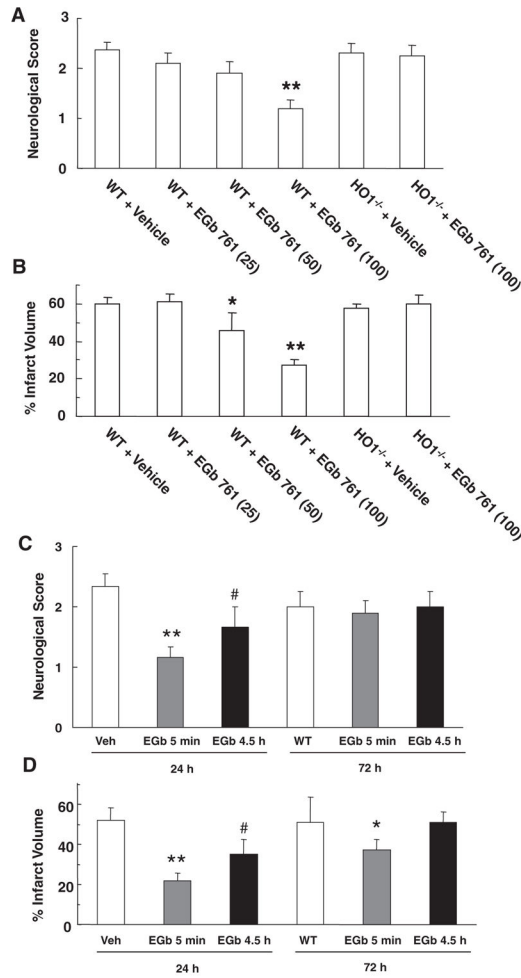 A
Neurological Score
3
2
1
0
**
WT + Vehicle
WT + EGb 761 (25)
WT + EGb 761 (50)
WT + EGb 761 (100)
HO1-/- + Vehicle
HO1-/- + EGb 761 (100)
B
% Infarct Volume
60
40
20
0
*
**
WT + Vehicle
WT + EGb 761 (25)
WT + EGb 761 (50)
WT + EGb 761 (100)
HO1-/- + Vehicle
HO1-/- + EGb 761 (100)
C
Neurological Score
3
2
1
0
**
#
Veh EGb 5 min EGb 4.5 h WT EGb 5 min EGb 4.5 h
24 h 72 h
D
% Infarct Volume
60
40
20
0
**
#
*
Veh EGb 5 min EGb 4.5 h WT EGb 5 min EGb 4.5 h
24 h 72 h